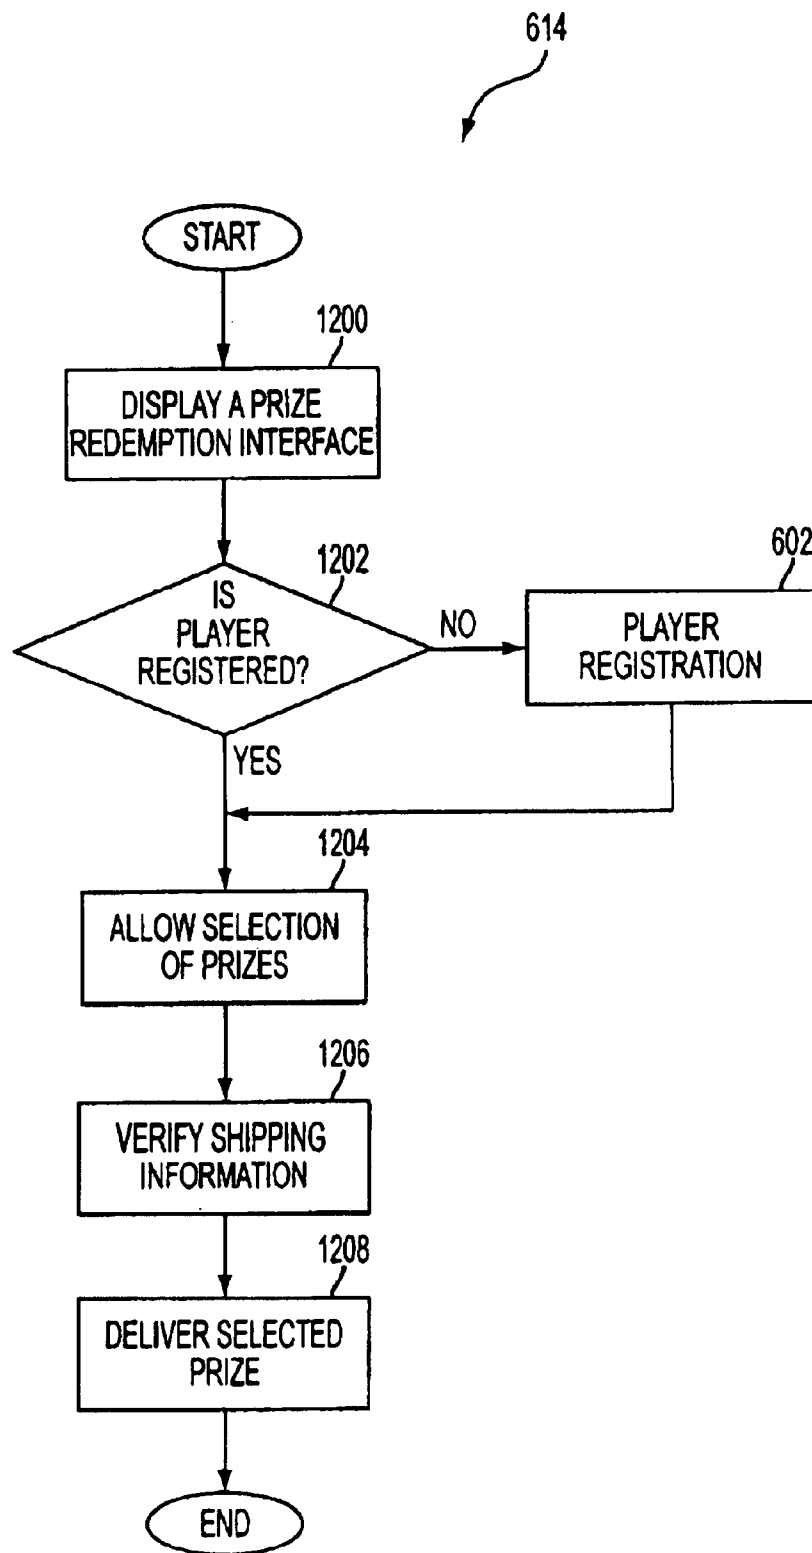 614
START
1200
DISPLAY A PRIZE
REDEMPTION INTERFACE
1202
IS
PLAYER
REGISTERED?
NO
602
PLAYER
REGISTRATION
YES
1204
ALLOW SELECTION
OF PRIZES
1206
VERIFY SHIPPING
INFORMATION
1208
DELIVER SELECTED
PRIZE
END